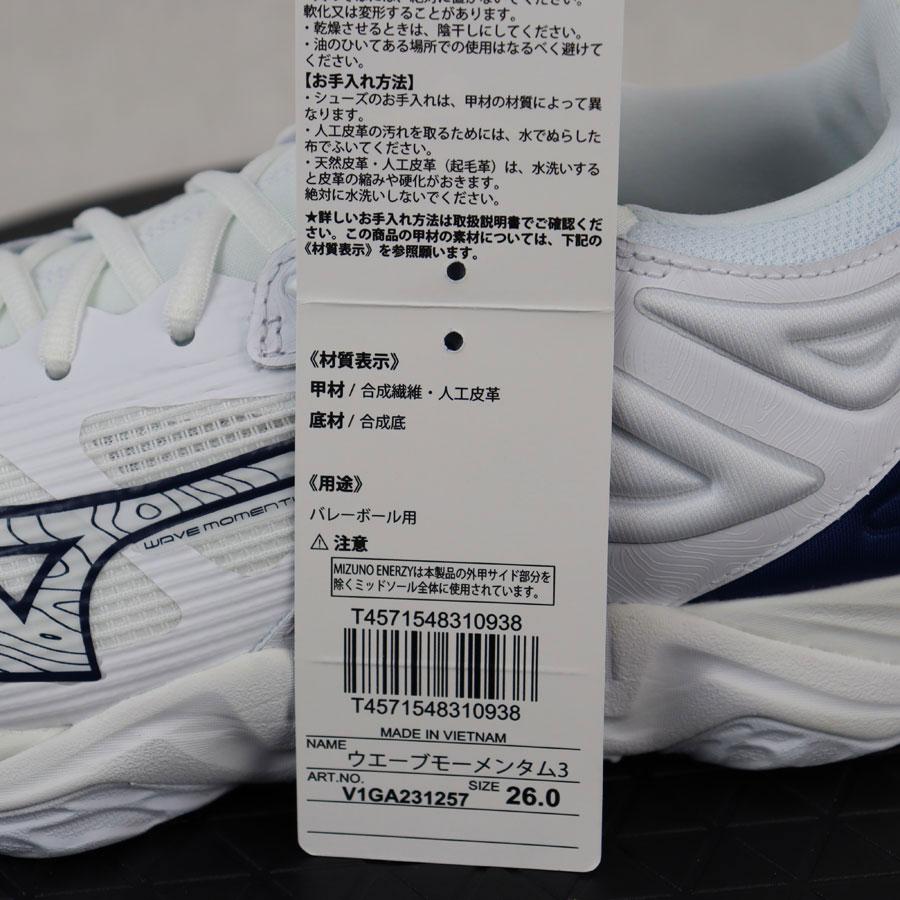 軟化又は変形することがあります。
・乾燥させるときは、陰干しにしてください。
・油のひいてある場所での使用はなるべく避けて
ください。
【お手入れ方法】
・シューズのお手入れは、甲材の材質によって異
なります。
・人工皮革の汚れを取るためには、水でぬらした
布でふいてください。
・天然皮革・人工皮革（起毛革）は、水洗いする
と皮革の縮みや硬化がおきます。
絶対に水洗いしないでください。
★詳しいお手入れ方法は取扱説明書でご確認くだ
さい。この商品の甲材の素材については、下記の
《材質表示》を参照願います。
《材質表示》
甲材 / 合成繊維・人工皮革
底材 / 合成底
《用途》
バレーボール用
⚠ 注意
MIZUNO ENERZYは本製品の外甲サイド部分を
除くミッドソール全体に使用されています。
T4571548310938
T4571548310938
MADE IN VIETNAM
NAME
ウエーブモーメンタム3
ART.NO.
V1GA231257 SIZE 26.0
WAVE MOMENT